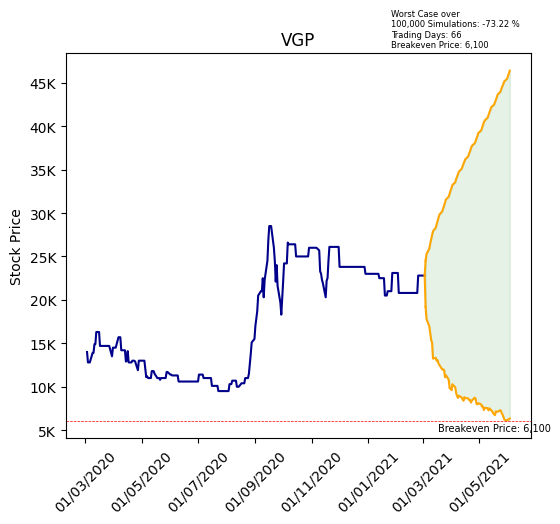 Worst Case over
100,000 Simulations: -73.22 %
Trading Days: 66
Breakeven Price: 6,100
VGP
Stock Price
45K
40K
35K
30K
25K
20K
15K
10K
5K
Breakeven Price: 6,100
01/03/2020
01/05/2020
01/07/2020
01/09/2020
01/11/2020
01/01/2021
01/03/2021
01/05/2021